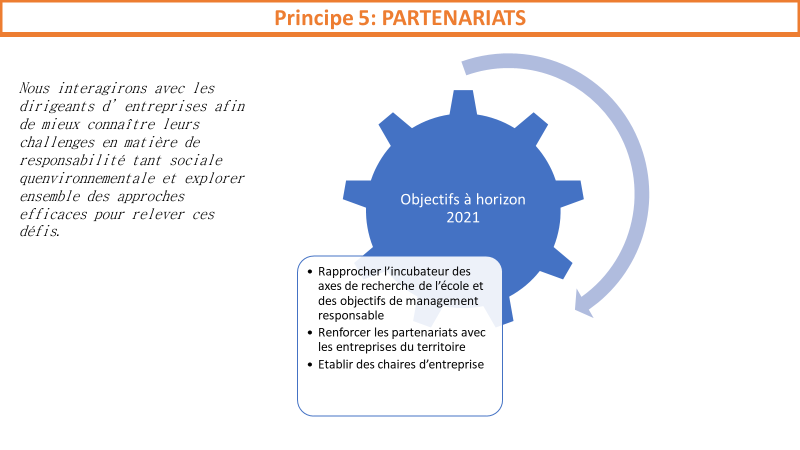 Principe 5: PARTENARIATS
Nous interagirons avec les
dirigeants d’entreprises afin
de mieux connaître leurs
challenges en matière de
responsabilité tant sociale
quenvironnementale et explorer
ensemble des approches
efficaces pour relever ces
défis.
Objectifs à horizon
2021
• Rapprocher l’incubateur des
axes de recherche de l’école et
des objectifs de management
responsable
• Renforcer les partenariats avec
les entreprises du territoire
• Etablir des chaires d’entreprise